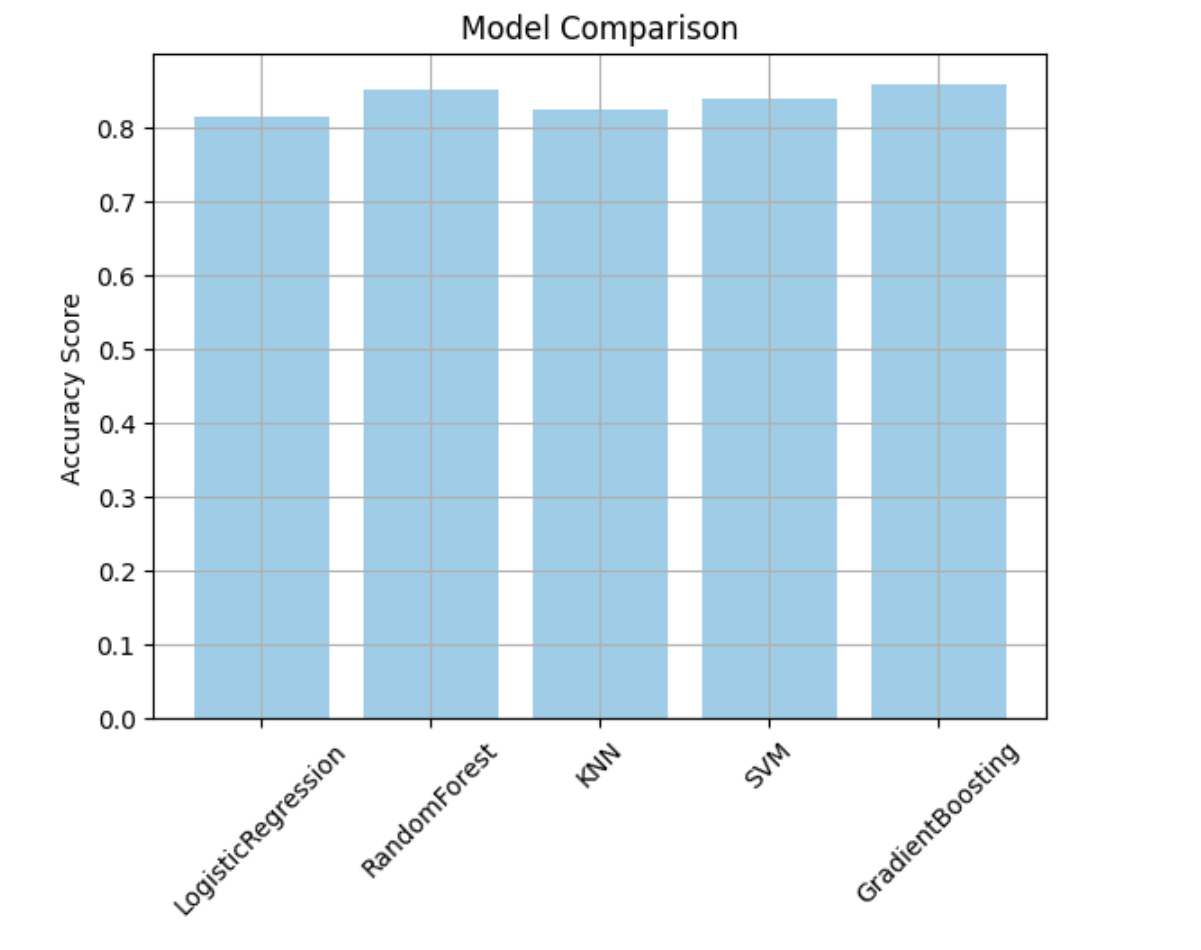 Model Comparison
Accuracy Score
0.8
0.7
0.6
0.5
0.4
0.3
0.2
0.1
0.0
LogisticRegression
RandomForest
KNN
SVM
GradientBoosting